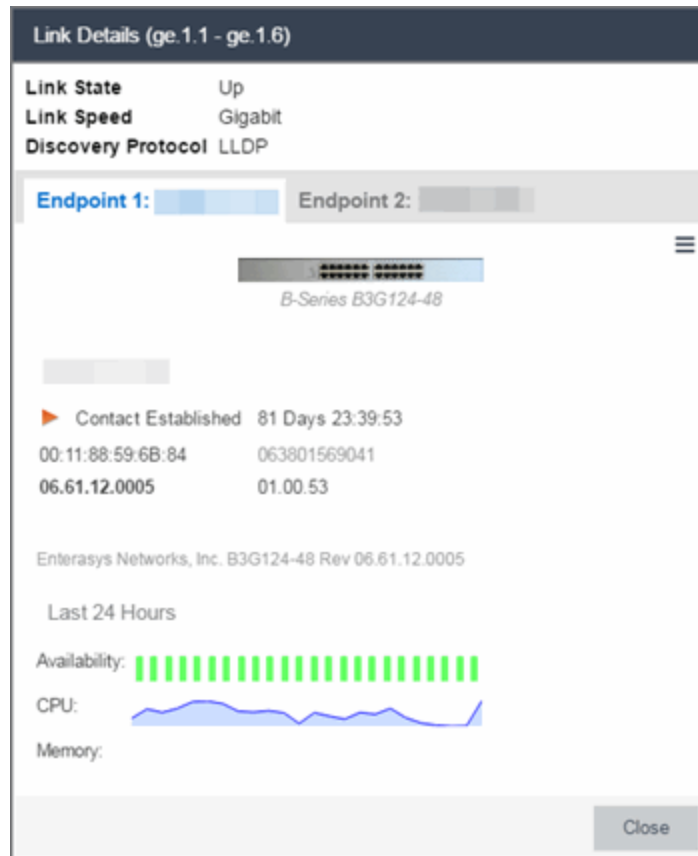 Link Details (ge.1.1 - ge.1.6)
Link State Up
Link Speed Gigabit
Discovery Protocol LLDP
Endpoint 1: Endpoint 2:
B-Series B3G124-48
Contact Established 81 Days 23:39:53
00:11:88:59:6B:84 063801569041
06.61.12.0005 01.00.53
Enterasys Networks, Inc. B3G124-48 Rev 06.61.12.0005
Last 24 Hours
Availability:
CPU:
Memory:
Close